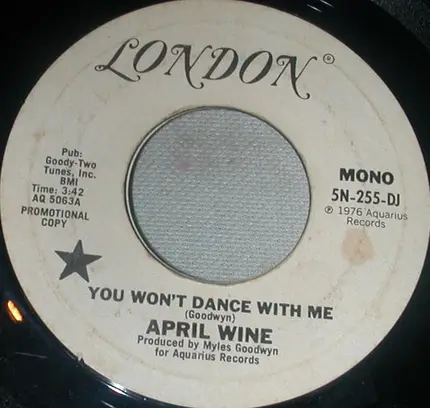 LONDON®
Pub:
Goody-Two
Tunes, Inc.
BMI
Time: 3:42
AQ 5063A
PROMOTIONAL
COPY
MONO
5N-255-DJ
℗ 1976 Aquarius
Records
YOU WON'T DANCE WITH ME
(Goodwyn)
APRIL WINE
Produced by Myles Goodwyn
for Aquarius Records